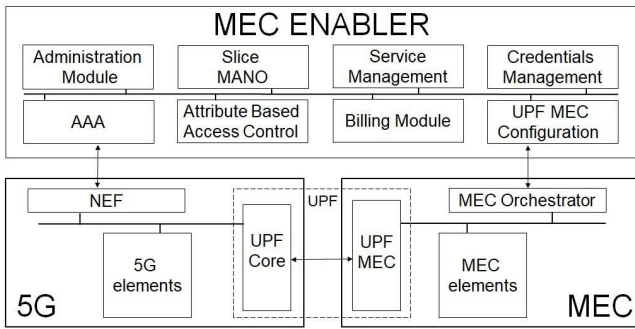 MEC ENABLER
Administration
Module
Slice
MANO
Service
Management
Credentials
Management
AAA
Attribute Based
Access Control
Billing Module
UPF MEC
Configuration
NEF
UPF
MEC Orchestrator
5G
elements
UPF
Core
UPF
MEC
MEC
elements
5G
MEC